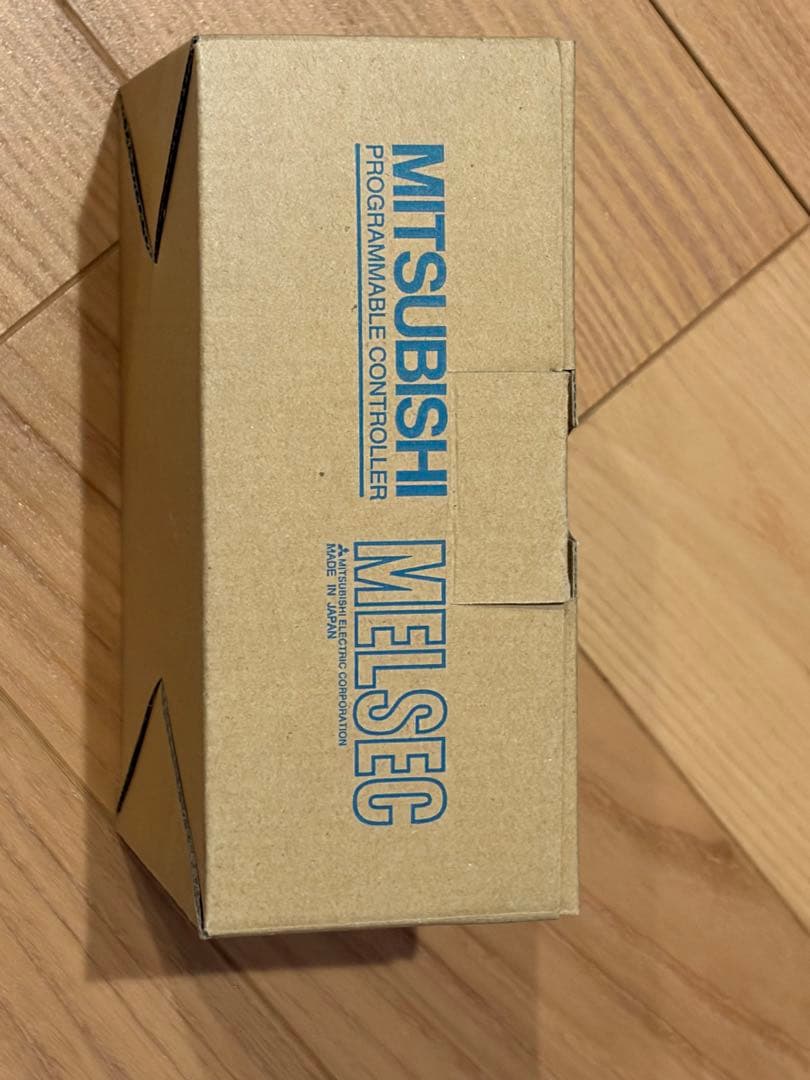 MITSUBISHI
PROGRAMMABLE CONTROLLER
MELSEC
MITSUBISHI ELECTRIC CORPORATION
MADE IN JAPAN